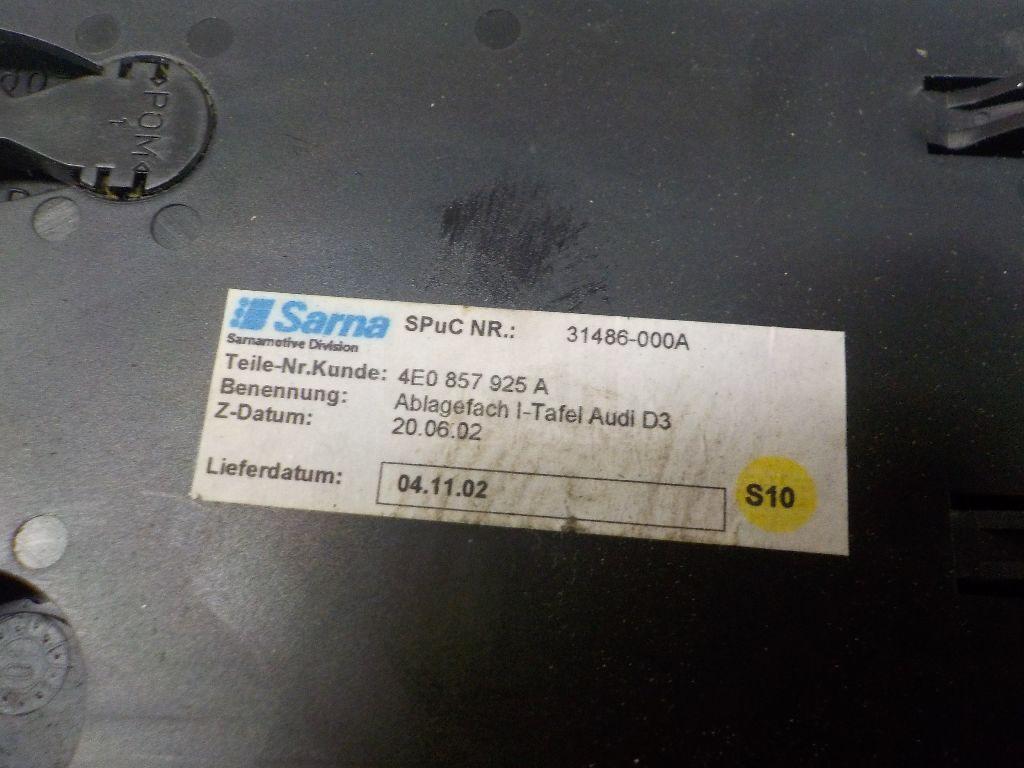 >POM<
1
Sarna
Sarnamotive Division
SPuC NR.: 31486-000A
Teile-Nr.Kunde: 4E0 857 925 A
Benennung: Ablagefach I-Tafel Audi D3
Z-Datum: 20.06.02
Lieferdatum: 04.11.02
S10